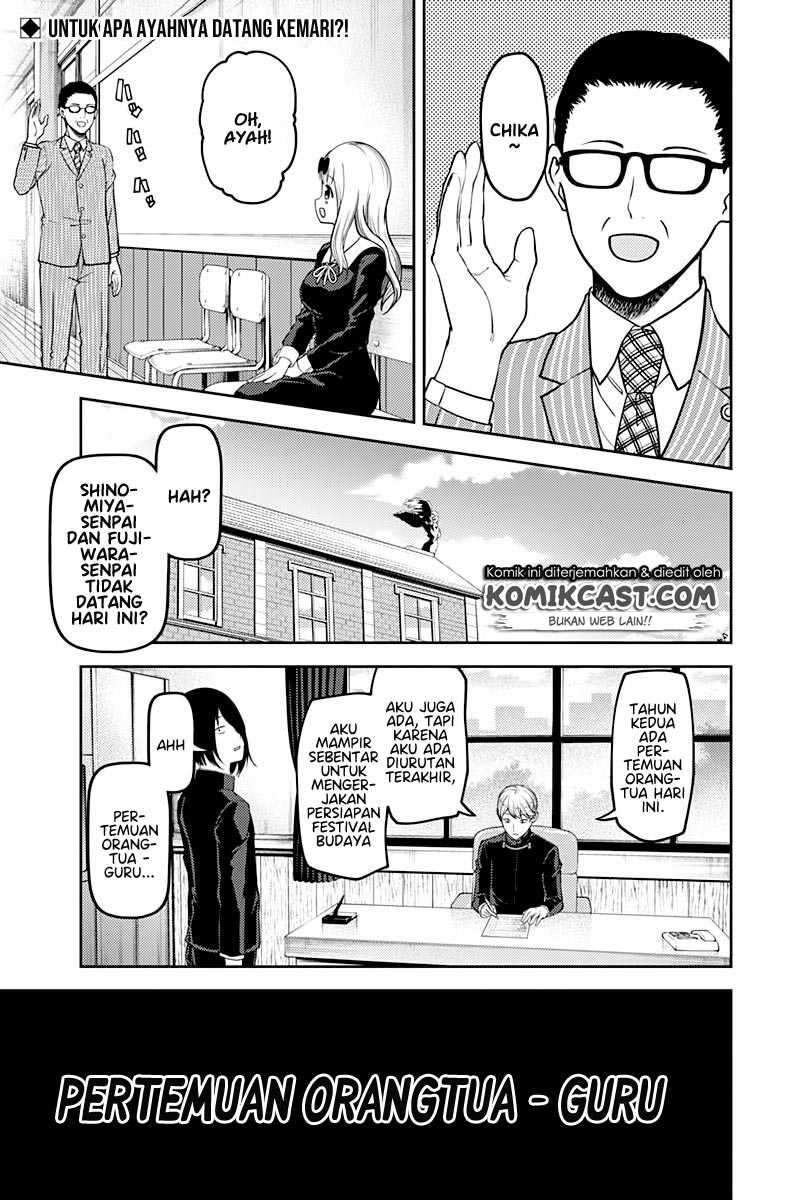 UNTUK APA AYAHNYA DATANG KEMARI?!
CHIKA
~
OH,
AYAH!
HAH?
SHINO-
MIYA-
SENPAI
DAN FUJI-
WARA-
SENPAI
TIDAK
DATANG
HARI INI?
Komik ini diterjemahkan & diedit oleh
KOMIKCAST.COM
BUKAN WEB LAIN!!
TAHUN
KEDUA
ADA
PER-
TEMUAN
ORANG-
TUA HARI
INI.
AKU JUGA
ADA, TAPI
KARENA
AKU ADA
DIURUTAN
TERAKHIR,
AKU
MAMPIR
SEBENTAR
UNTUK
MENGER-
JAKAN
PERSIAPAN
FESTIVAL
BUDAYA
AHH
PER-
TEMUAN
ORANG-
TUA -
GURU...
PERTEMUAN ORANGTUA - GURU